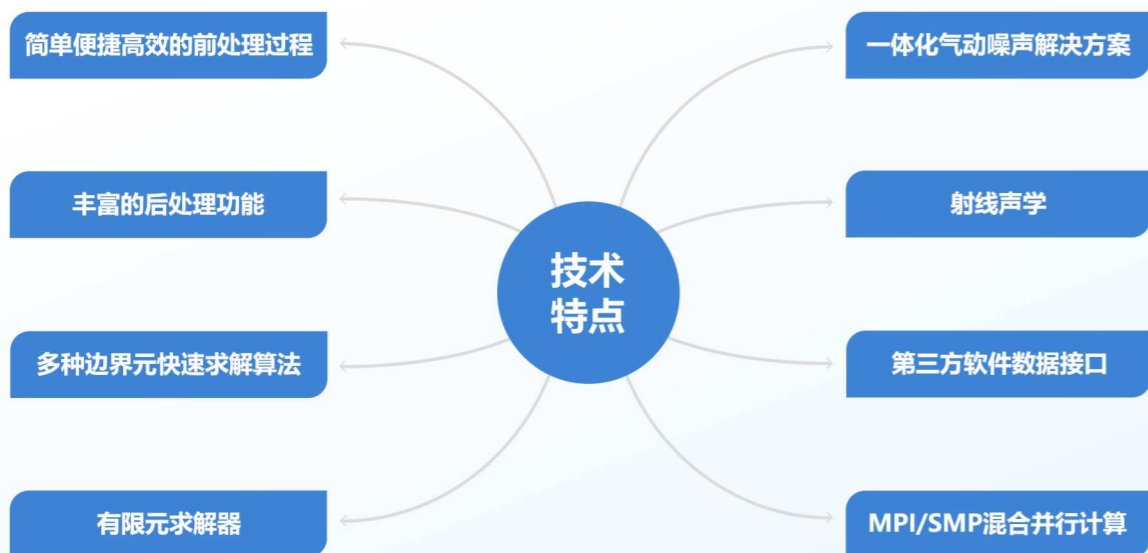 简单便捷高效的前处理过程
一体化气动噪声解决方案
丰富的后处理功能
射线声学
技术
特点
多种边界元快速求解算法
第三方软件数据接口
有限元求解器
MPI/SMP混合并行计算